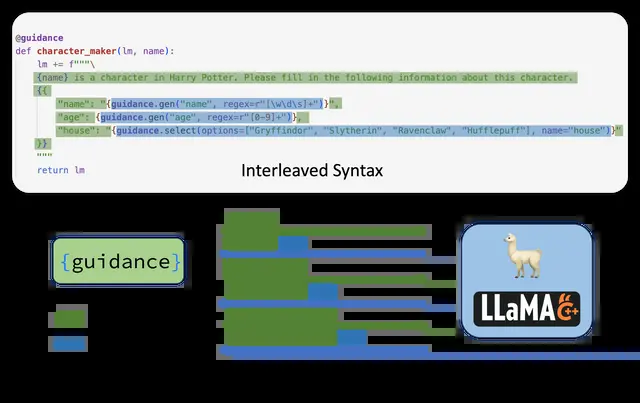 @guidance
def character_maker(lm, name):
lm += f"""\
{name} is a character in Harry Potter. Please fill in the following information about this character.
{{
"name": "{guidance.gen("name", regex=r"[\w\d\s]+")}",
"age": {guidance.gen("age", regex=r"[0-9]+")},
"house": "{guidance.select(options=["Gryffindor", "Slytherin", "Ravenclaw", "Hufflepuff"], name="house")}"
}}
"""
return lm
Interleaved Syntax
{guidance}
LLaMA C++